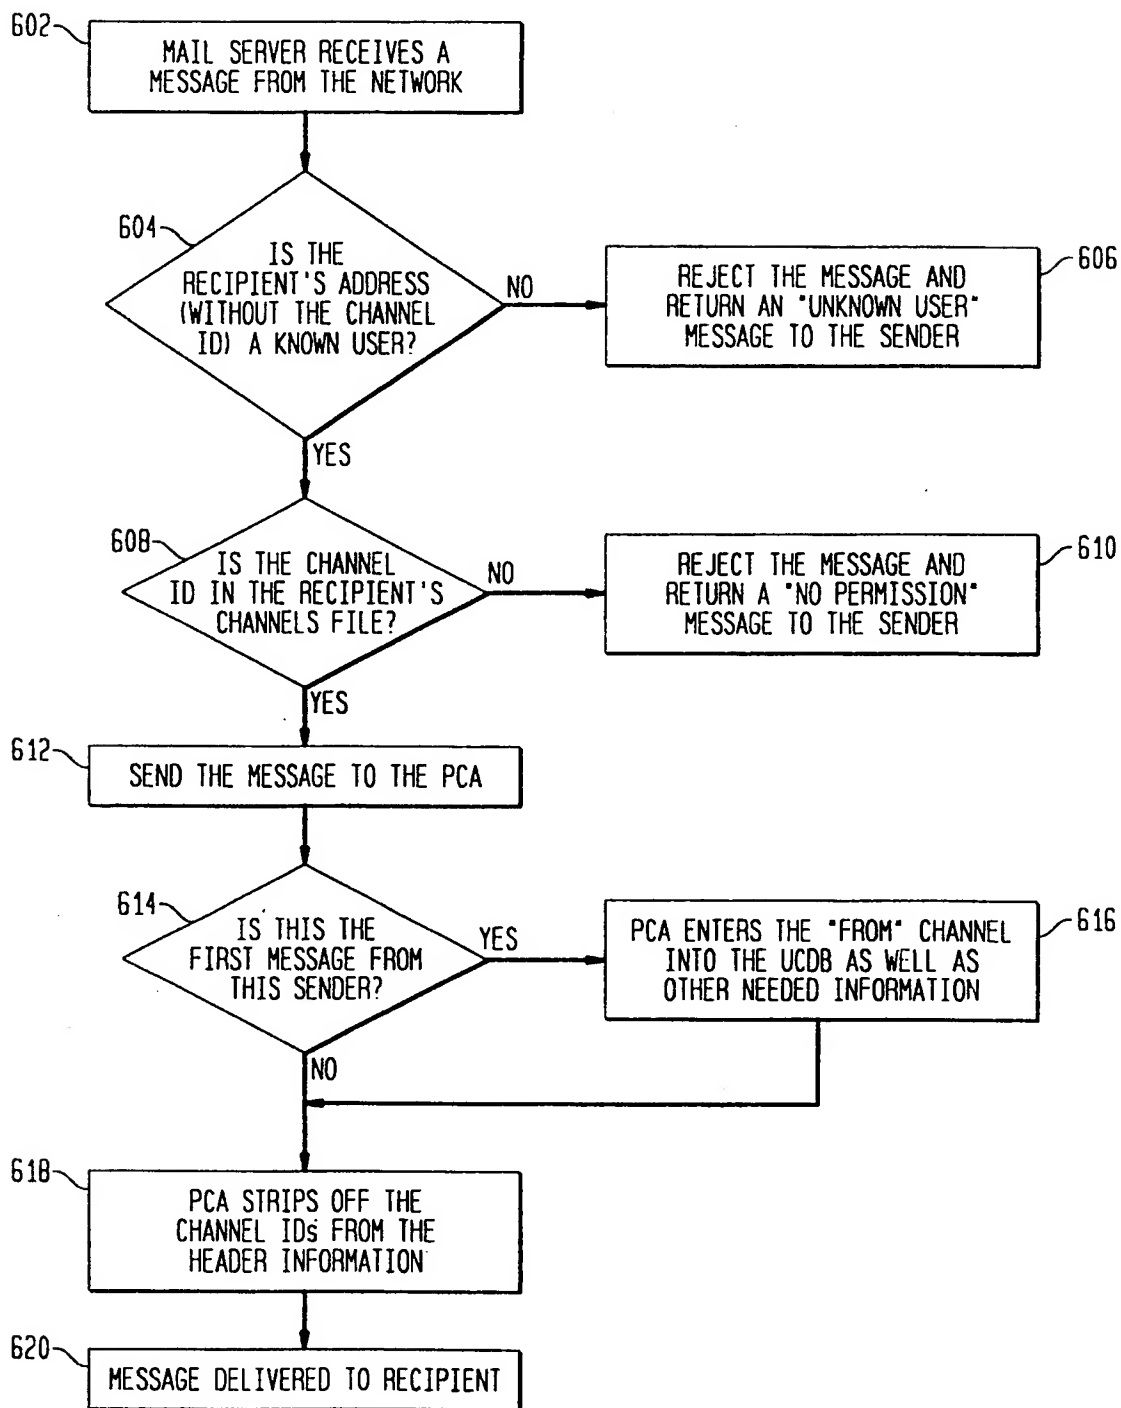 602
MAIL SERVER RECEIVES A
MESSAGE FROM THE NETWORK
604
IS THE
RECIPIENT'S ADDRESS
(WITHOUT THE CHANNEL
ID) A KNOWN USER?
NO
606
REJECT THE MESSAGE AND
RETURN AN "UNKNOWN USER"
MESSAGE TO THE SENDER
YES
608
IS THE CHANNEL
ID IN THE RECIPIENT'S
CHANNELS FILE?
NO
610
REJECT THE MESSAGE AND
RETURN A "NO PERMISSION"
MESSAGE TO THE SENDER
YES
612
SEND THE MESSAGE TO THE PCA
614
IS THIS THE
FIRST MESSAGE FROM
THIS SENDER?
YES
616
PCA ENTERS THE "FROM" CHANNEL
INTO THE UCDB AS WELL AS
OTHER NEEDED INFORMATION
NO
618
PCA STRIPS OFF THE
CHANNEL IDs FROM THE
HEADER INFORMATION
620
MESSAGE DELIVERED TO RECIPIENT